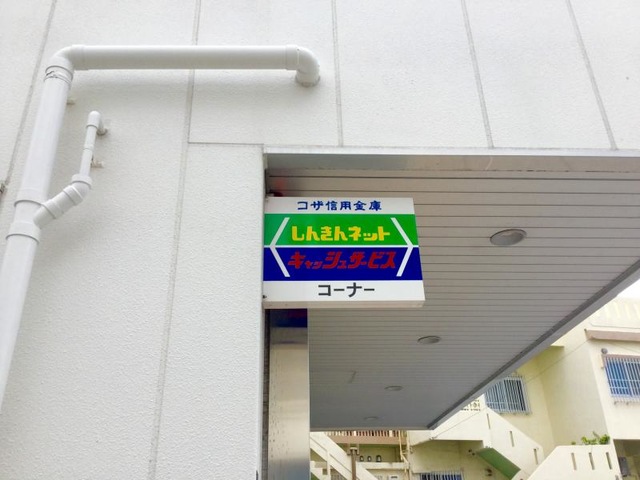 コザ信用金庫
しんきんネット
キャッシュサービス
コーナー